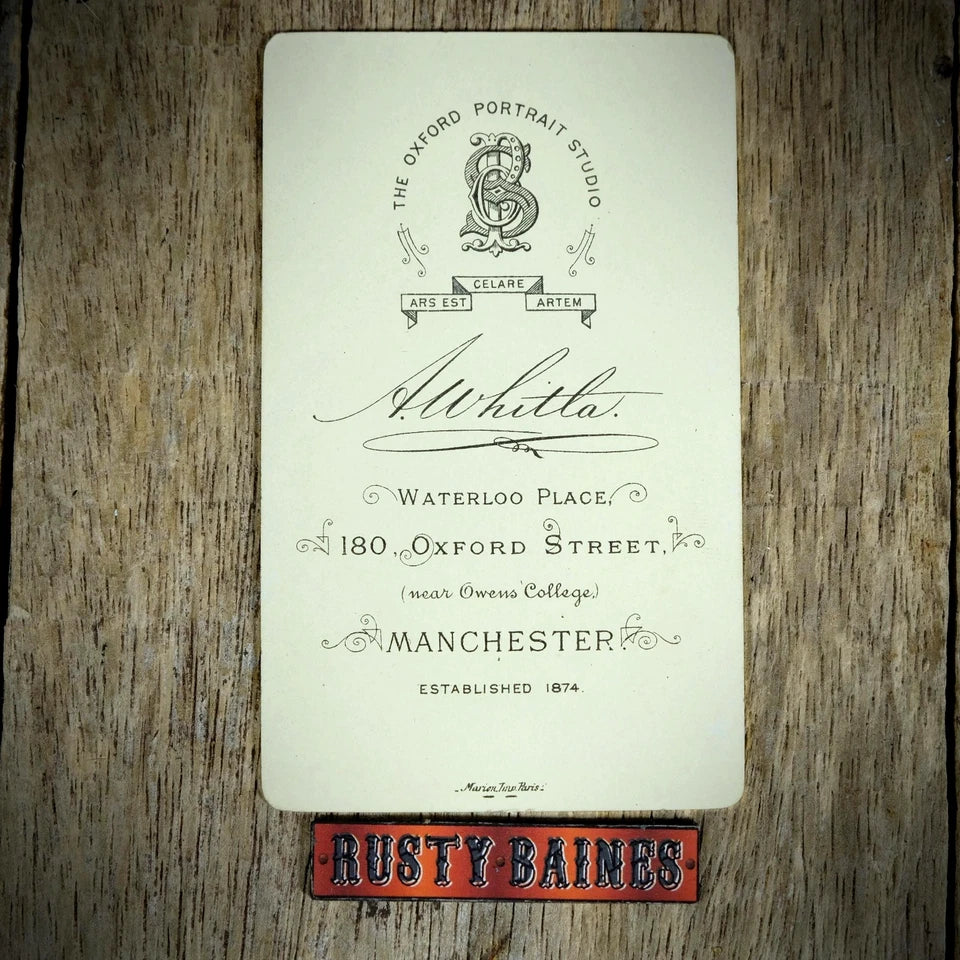 THE OXFORD PORTRAIT STUDIO
ARS EST CELARE ARTEM
A. Whitla.
WATERLOO PLACE,
180, OXFORD STREET,
(near Owens College,)
MANCHESTER.
ESTABLISHED 1874.
Marion Imp. Paris.
RUSTY BAINES